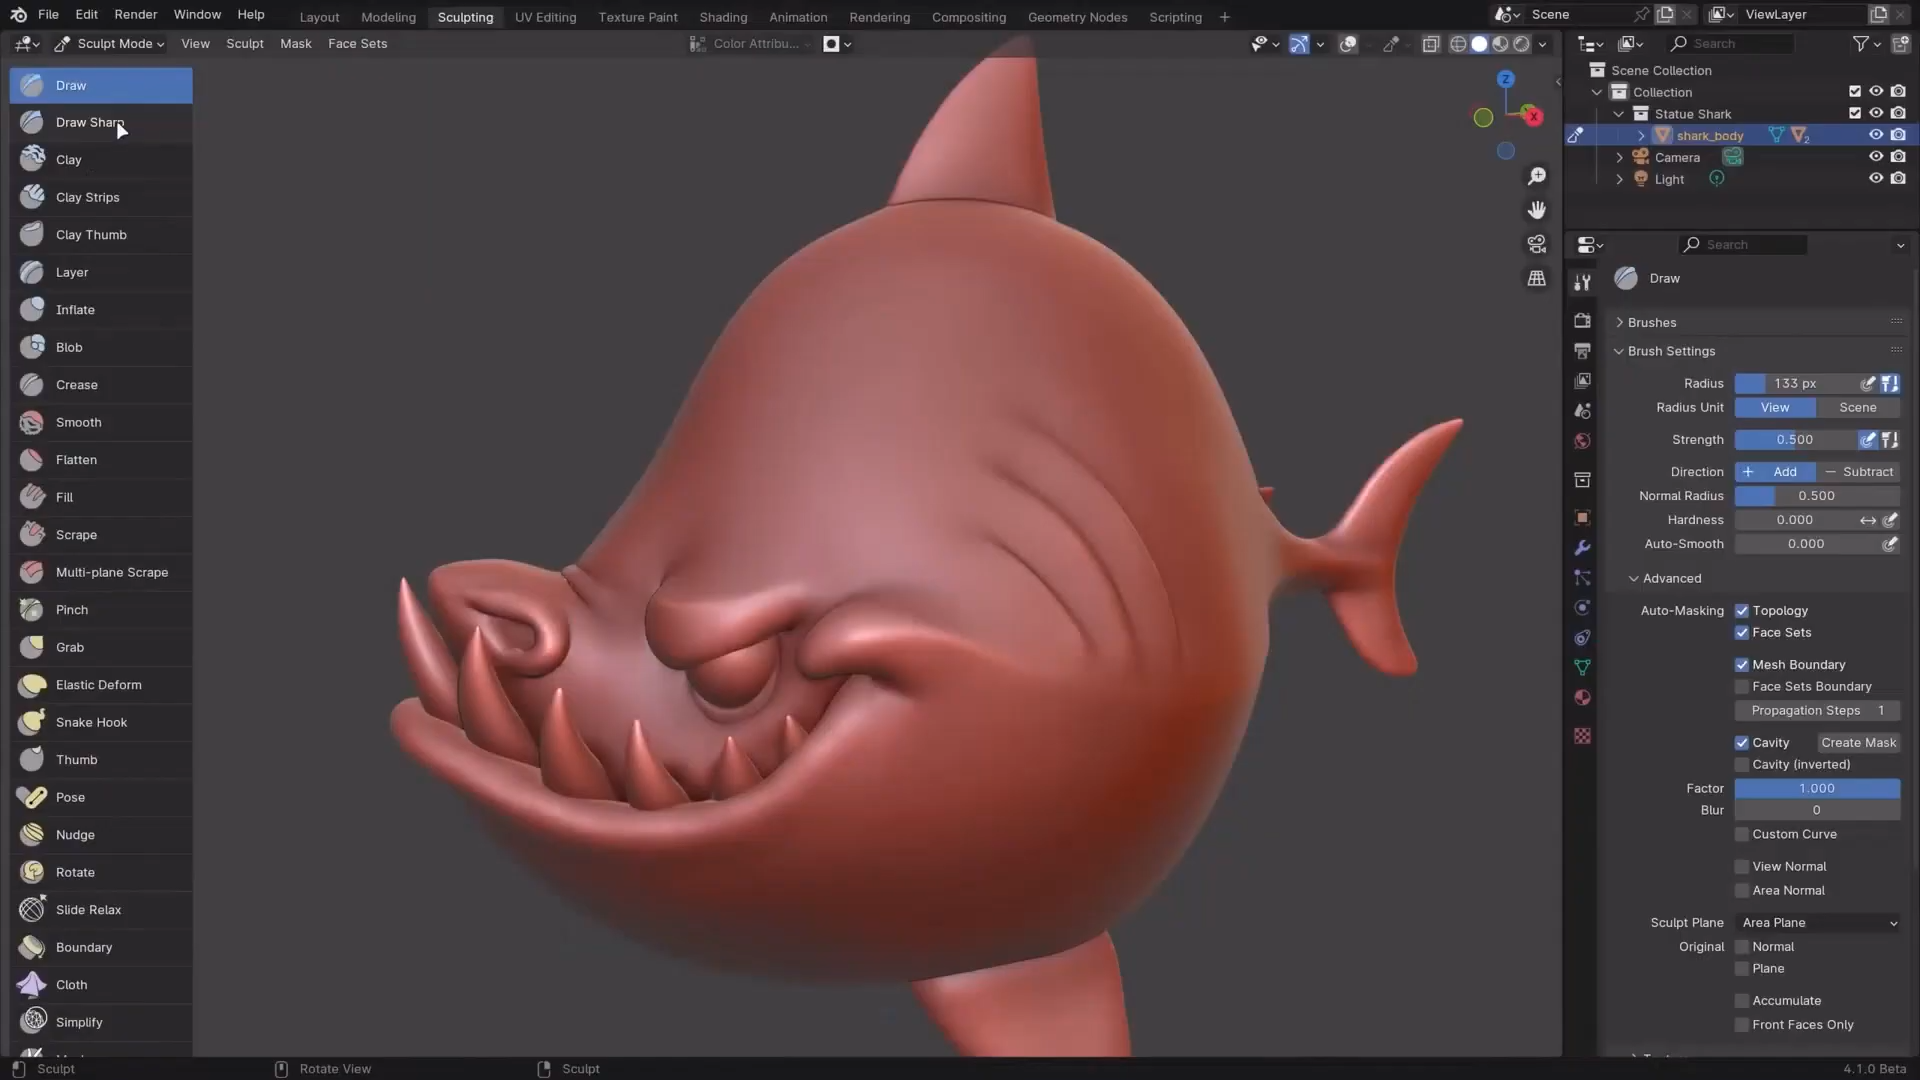 File Edit Render Window Help Layout Modeling Sculpting UV Editing Texture Paint Shading Animation Rendering Compositing Geometry Nodes Scripting + Scene ViewLayer
Sculpt Mode View Sculpt Mask Face Sets Color Attribu... Search
Draw
Draw Sharp
Clay
Clay Strips
Clay Thumb
Layer
Inflate
Blob
Crease
Smooth
Flatten
Fill
Scrape
Multi-plane Scrape
Pinch
Grab
Elastic Deform
Snake Hook
Thumb
Pose
Nudge
Rotate
Slide Relax
Boundary
Cloth
Simplify
Z
X
Scene Collection
Collection
Statue Shark
shark_body 2
Camera
Light
Search
Draw
Brushes
Brush Settings
Radius 133 px
Radius Unit View Scene
Strength 0.500
Direction + Add − Subtract
Normal Radius 0.500
Hardness 0.000
Auto-Smooth 0.000
Advanced
Auto-Masking Topology
Face Sets
Mesh Boundary
Face Sets Boundary
Propagation Steps 1
Cavity Create Mask
Cavity (inverted)
Factor 1.000
Blur 0
Custom Curve
View Normal
Area Normal
Sculpt Plane Area Plane
Original Normal
Plane
Accumulate
Front Faces Only
Sculpt Rotate View Sculpt 4.1.0 Beta